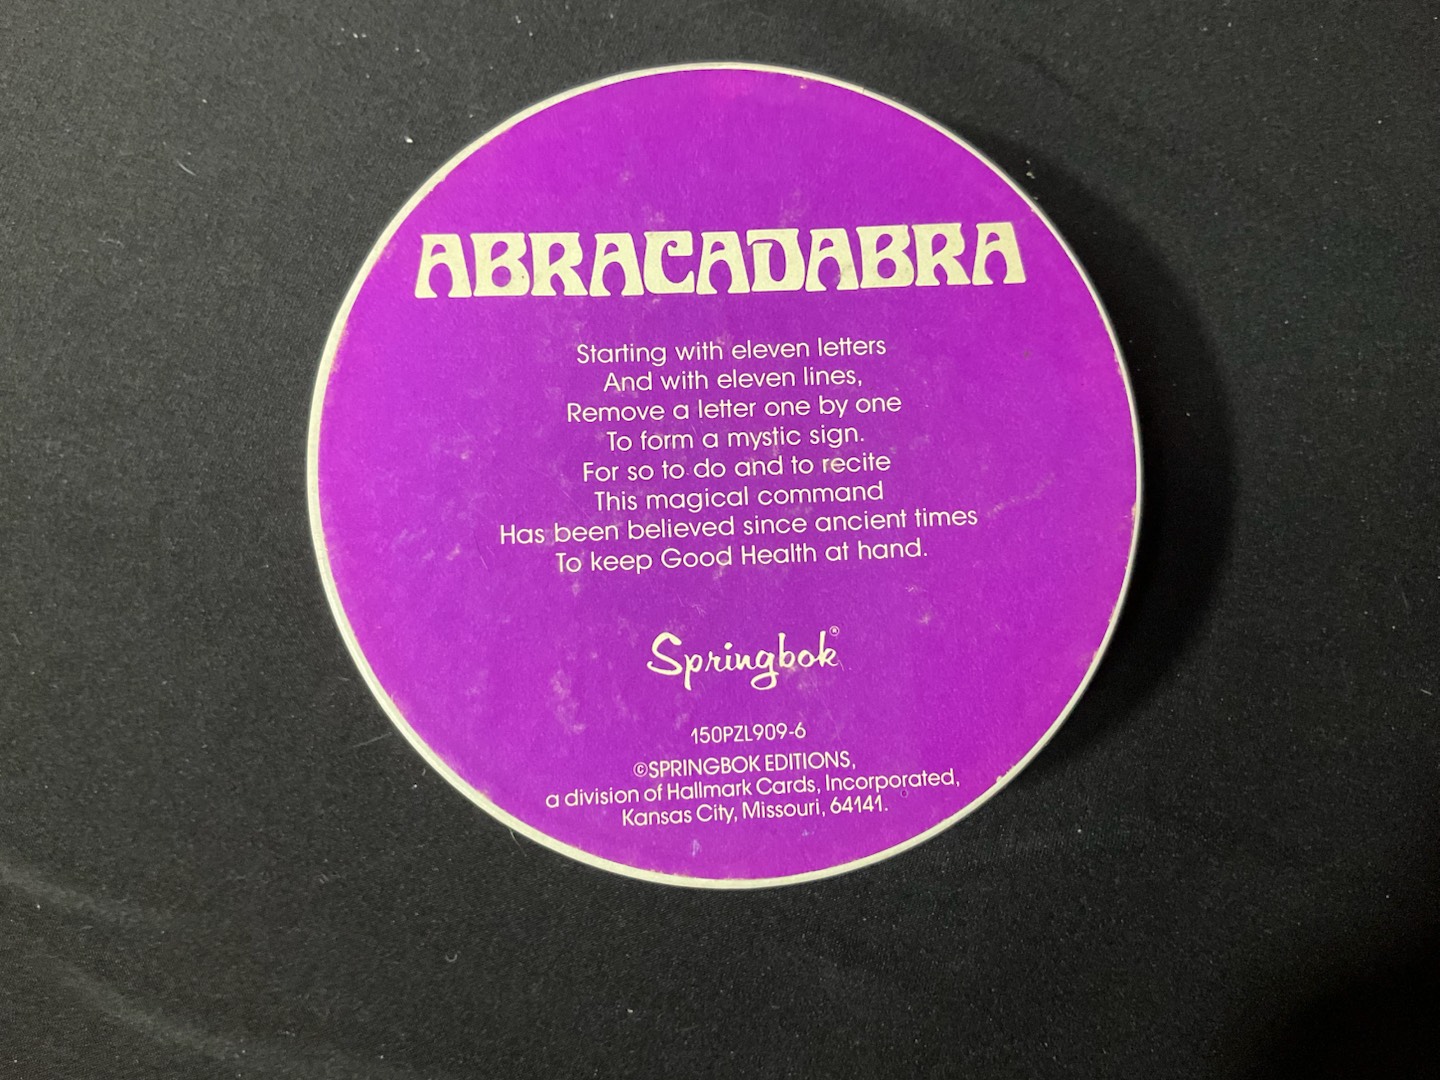 ABRACADABRA
Starting with eleven letters
And with eleven lines,
Remove a letter one by one
To form a mystic sign.
For so to do and to recite
This magical command
Has been believed since ancient times
To keep Good Health at hand.
Springbok®
150PZL909-6
©SPRINGBOK EDITIONS,
a division of Hallmark Cards, Incorporated,
Kansas City, Missouri, 64141.